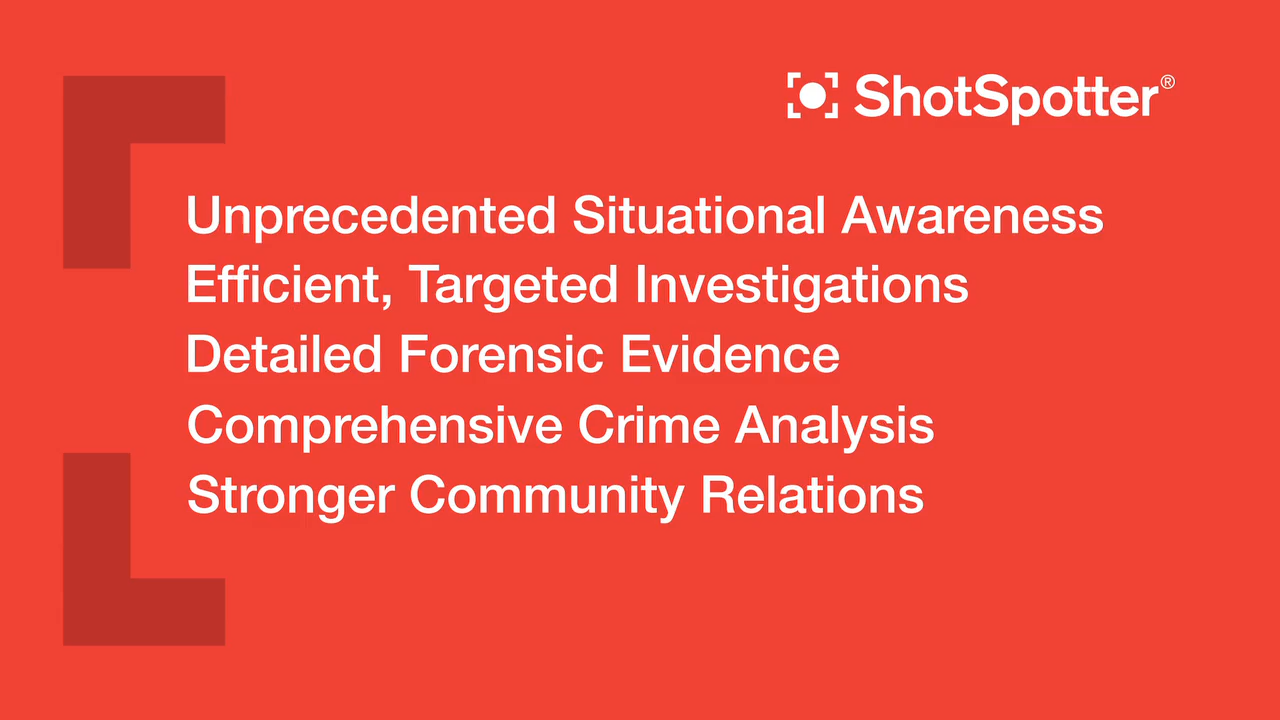 ShotSpotter®
Unprecedented Situational Awareness
Efficient, Targeted Investigations
Detailed Forensic Evidence
Comprehensive Crime Analysis
Stronger Community Relations